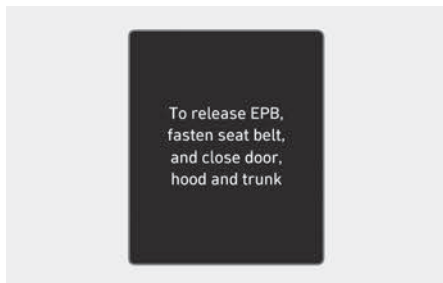 To release EPB,
fasten seat belt,
and close door,
hood and trunk